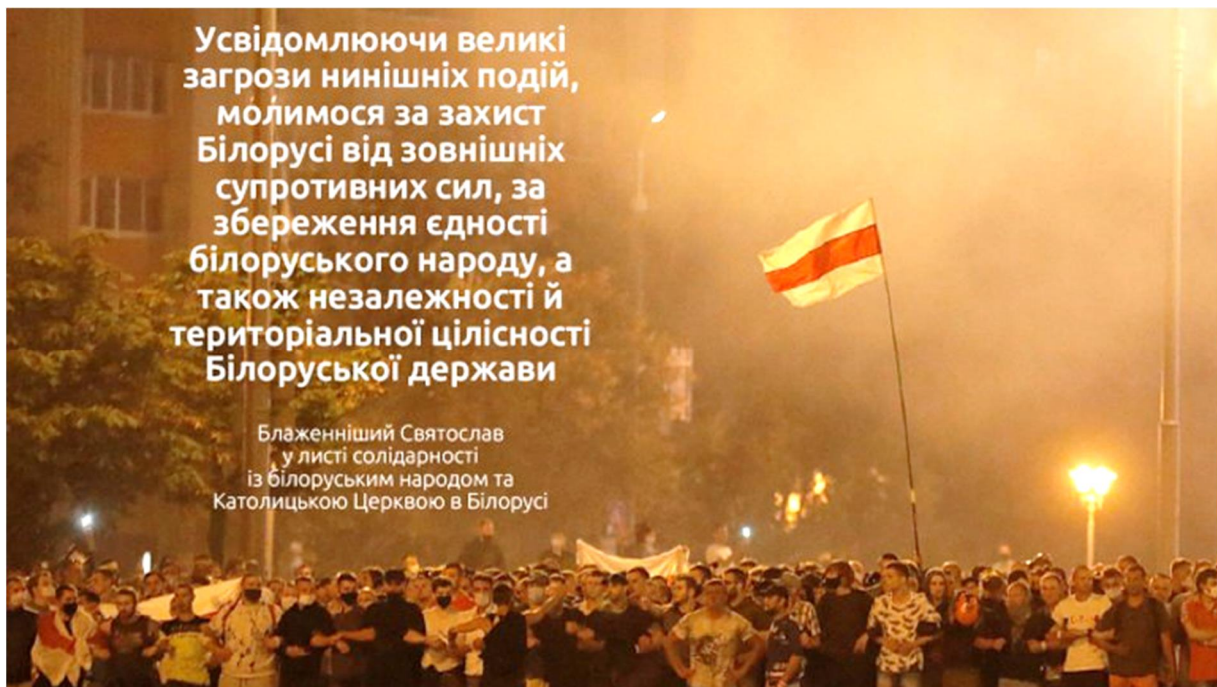 Усвідомлюючи великі
загрози нинішніх подій,
молимося за захист
Білорусі від зовнішніх
супротивних сил, за
збереження єдності
білоруського народу, а
також незалежності й
територіальної цілісності
Білоруської держави
Блаженніший Святослав
у листі солідарності
із білоруським народом та
Католицькою Церквою в Білорусі